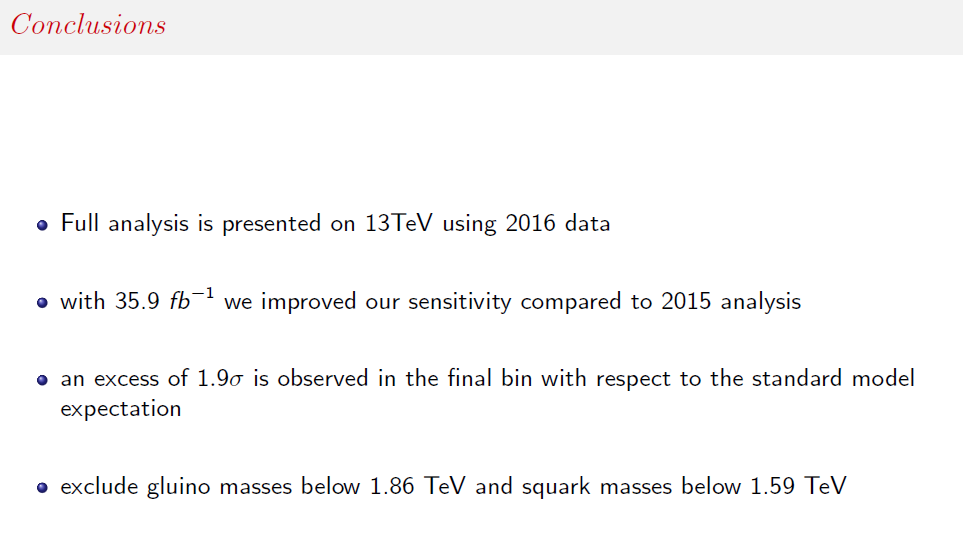 Conclusions
Full analysis is presented on 13TeV using 2016 data
with 35.9 fb⁻¹ we improved our sensitivity compared to 2015 analysis
an excess of 1.9σ is observed in the final bin with respect to the standard model
expectation
exclude gluino masses below 1.86 TeV and squark masses below 1.59 TeV